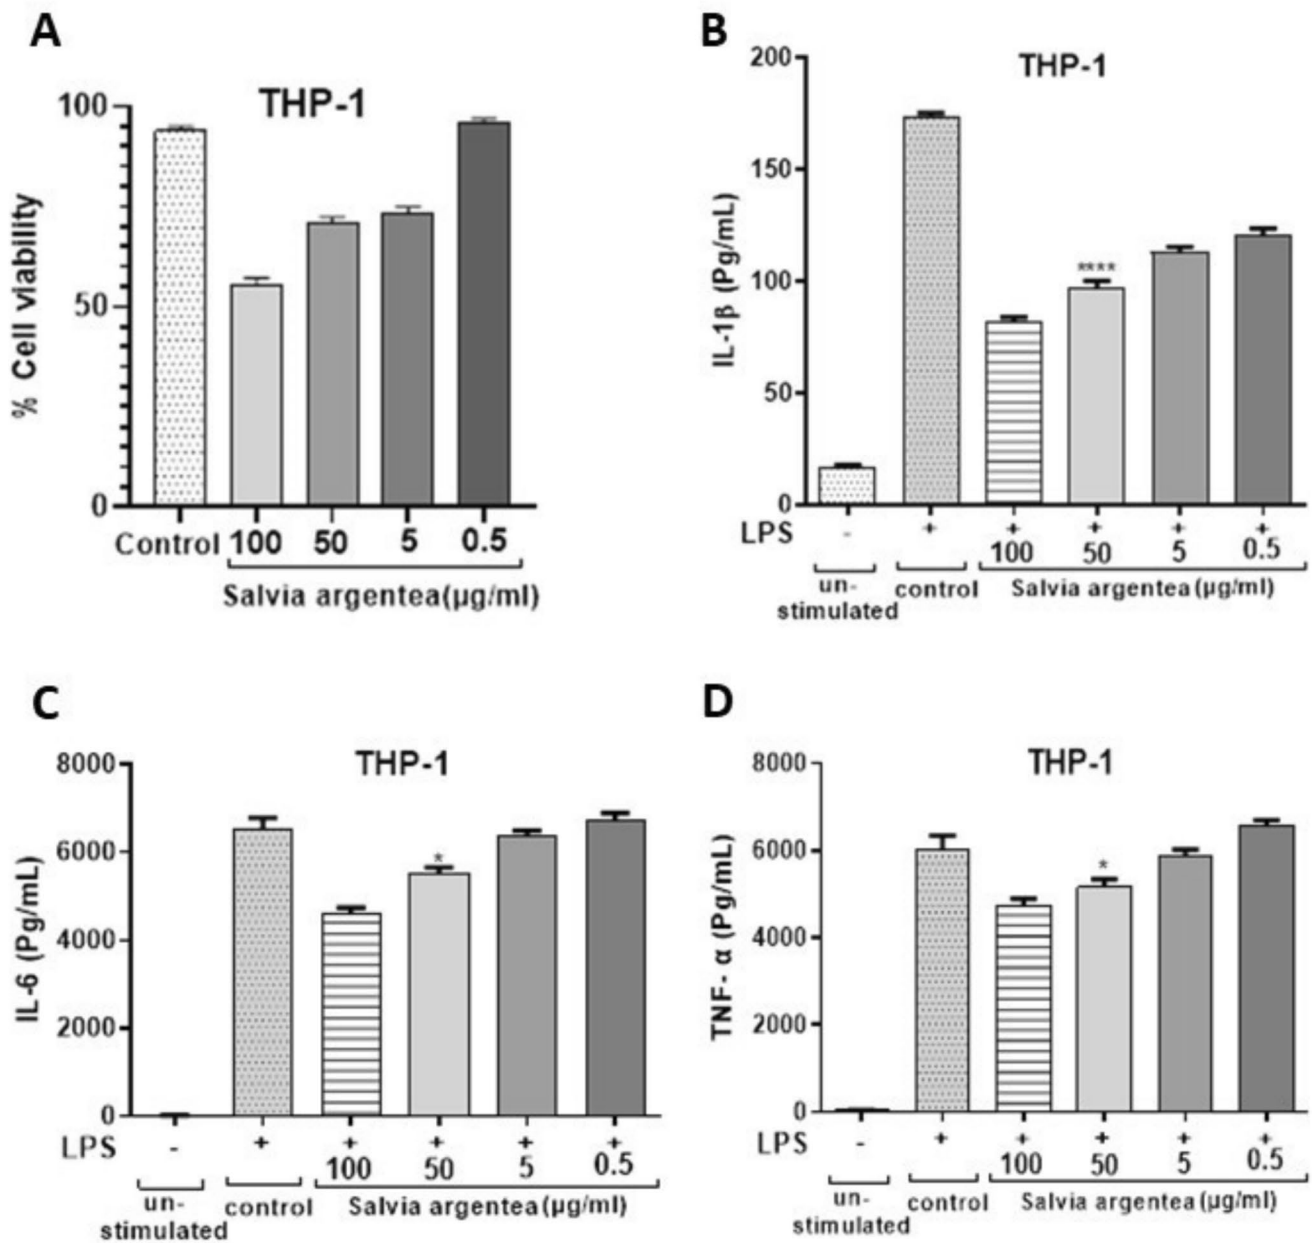 A
THP-1
% Cell viability
100
50
0
Control 100 50 5 0.5
Salvia argentea(µg/ml)
B
THP-1
IL-1β (Pg/mL)
200
150
100
50
0
****
LPS - + + + + +
100 50 5 0.5
un-
stimulated
control
Salvia argentea(µg/ml)
C
THP-1
IL-6 (Pg/mL)
8000
6000
4000
2000
0
*
LPS - + + + + +
100 50 5 0.5
un-
stimulated
control
Salvia argentea(µg/ml)
D
THP-1
TNF- α (Pg/mL)
8000
6000
4000
2000
0
*
LPS - + + + + +
100 50 5 0.5
un-
stimulated
control
Salvia argentea(µg/ml)